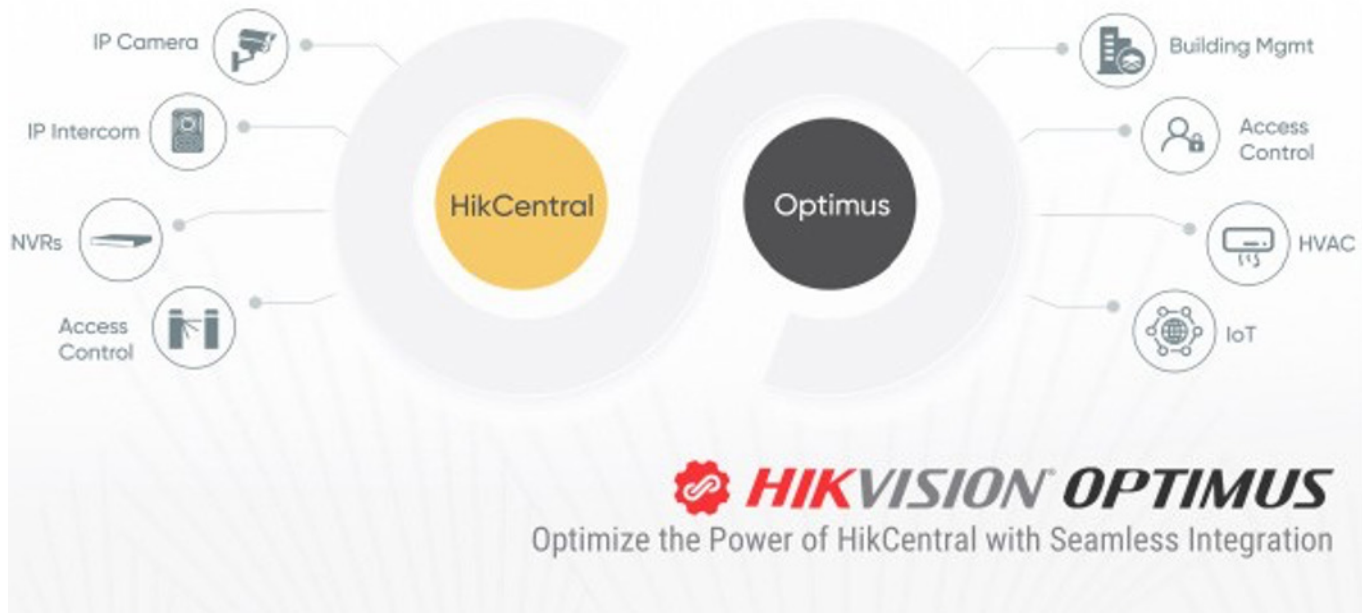 IP Camera
IP Intercom
NVRs
Access
Control
HikCentral
Optimus
Building Mgmt
Access
Control
HVAC
IoT
HIKVISION® OPTIMUS
Optimize the Power of HikCentral with Seamless Integration